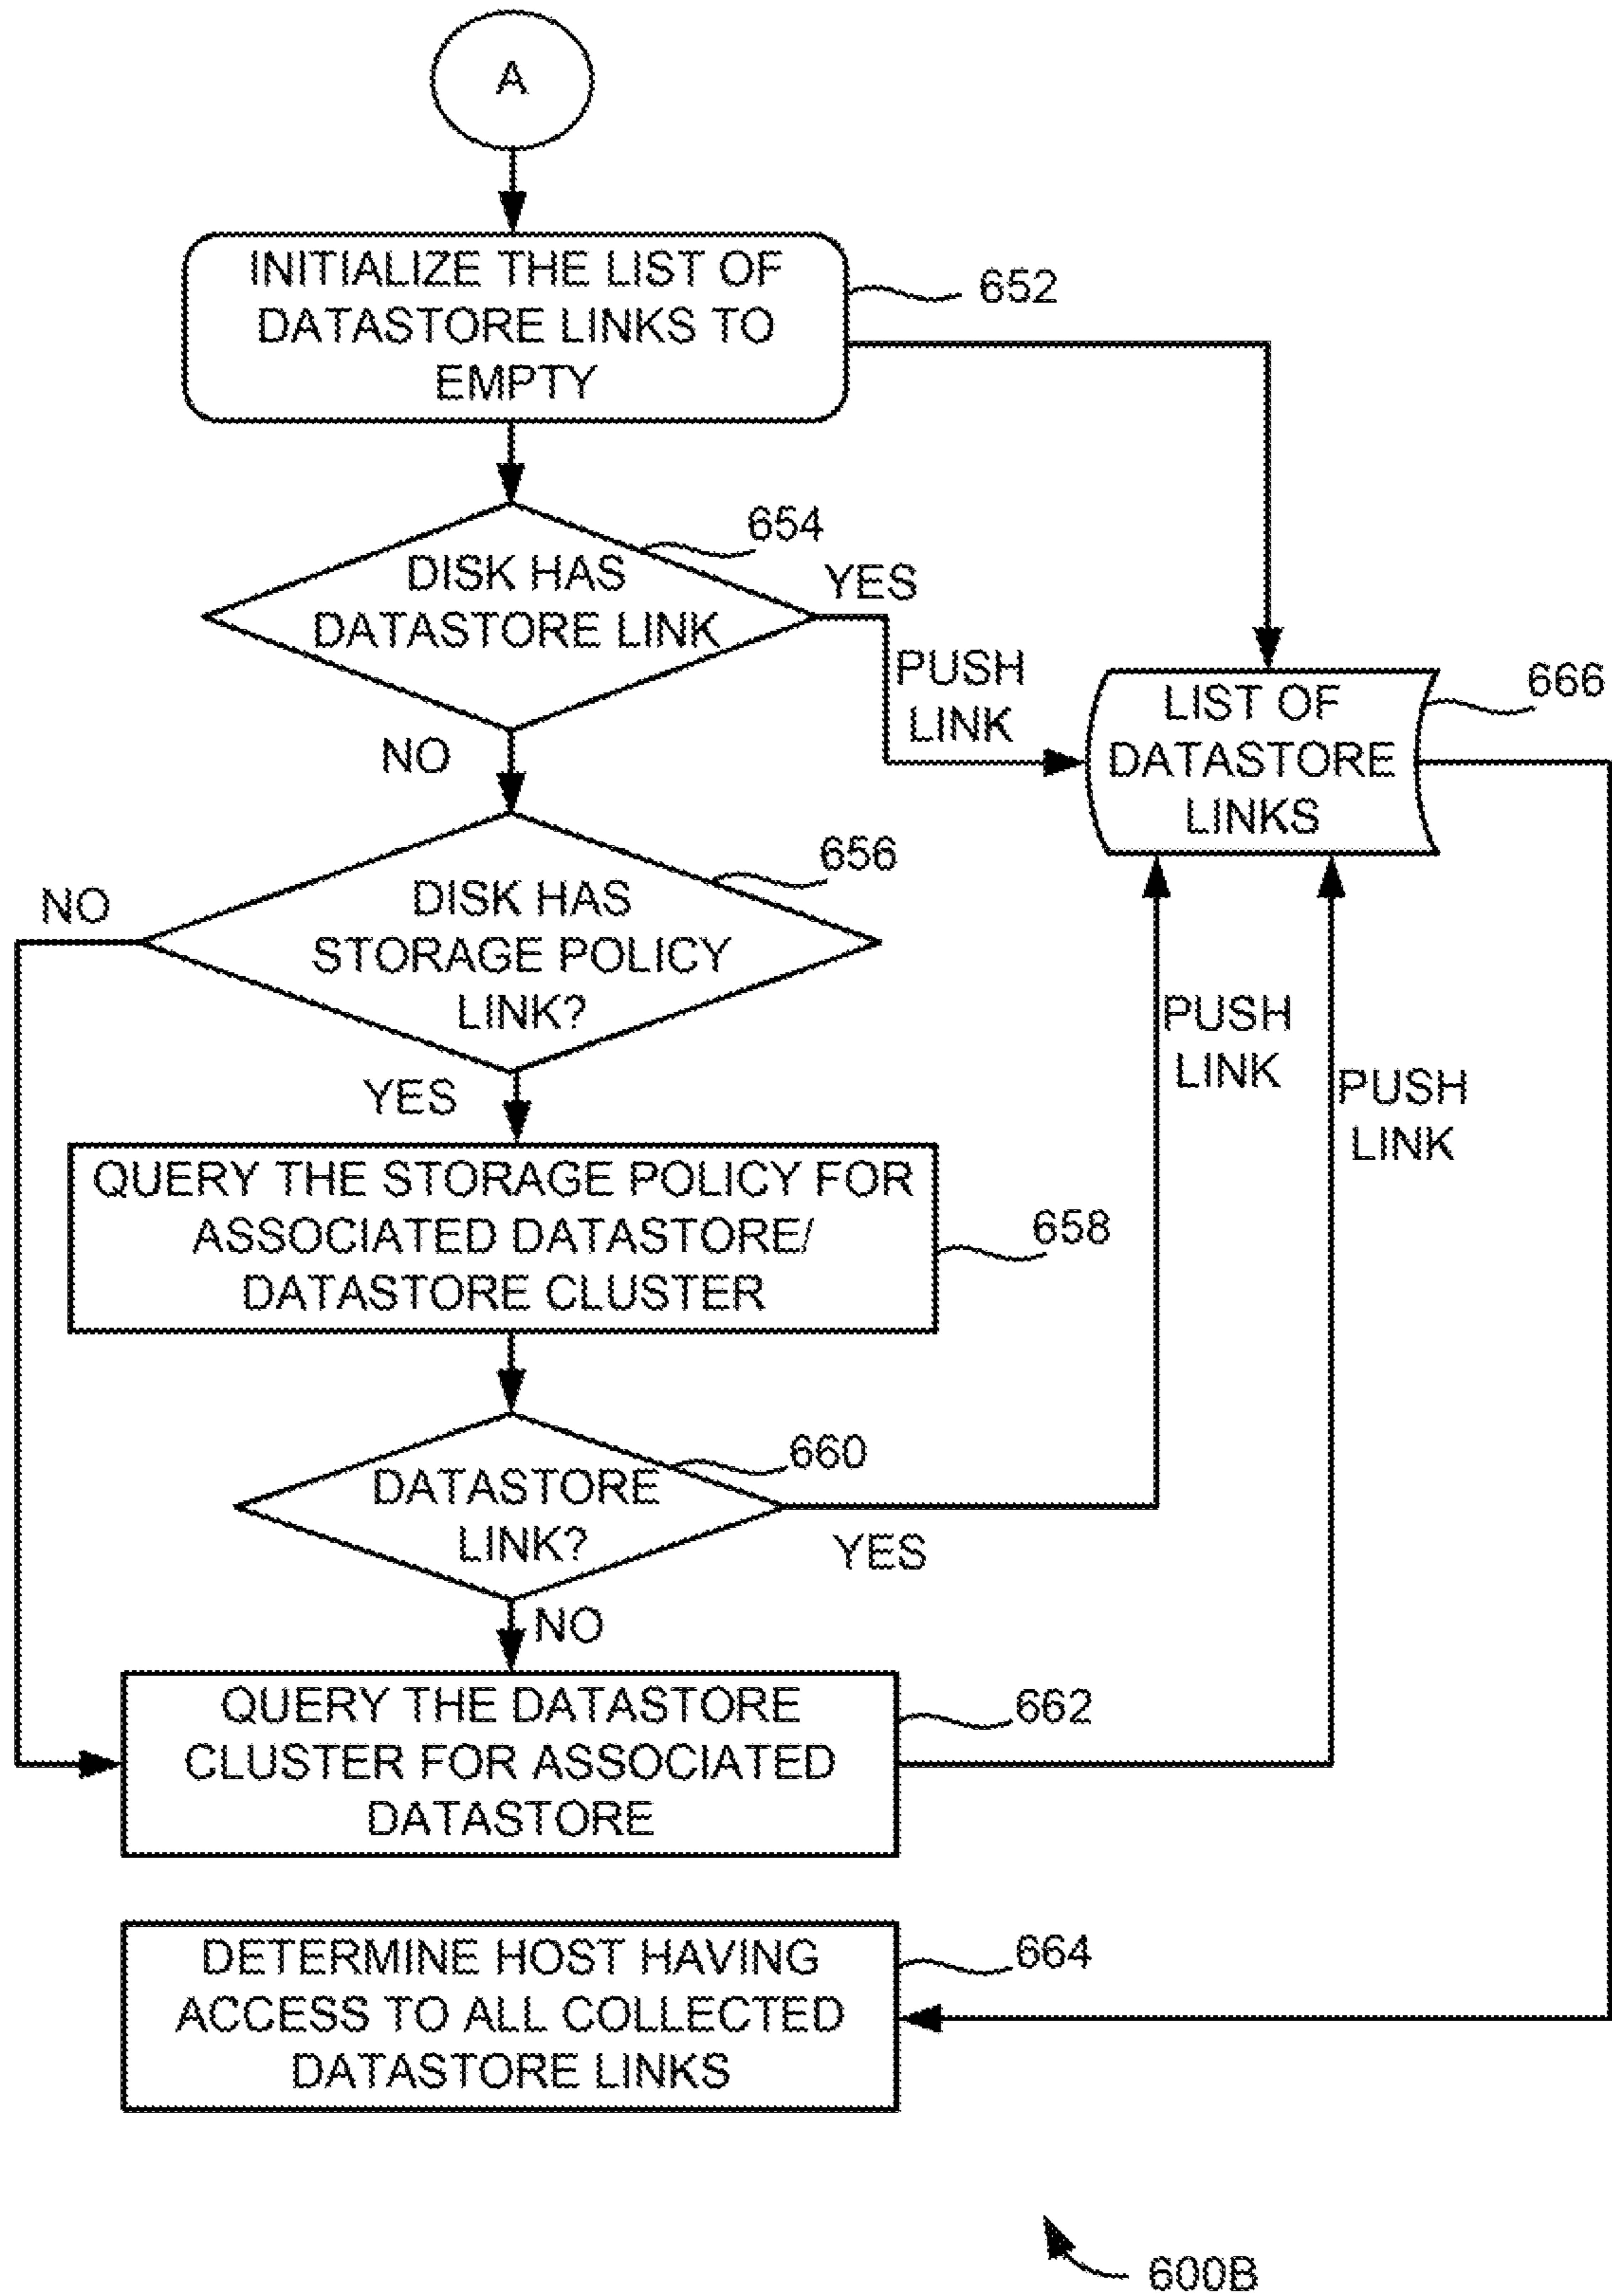 A
INITIALIZE THE LIST OF
DATASTORE LINKS TO
EMPTY
652
654
DISK HAS
DATASTORE LINK
YES
PUSH
LINK
NO
LIST OF
DATASTORE
LINKS
666
656
DISK HAS
STORAGE POLICY
LINK?
NO
YES
PUSH
LINK
PUSH
LINK
QUERY THE STORAGE POLICY FOR
ASSOCIATED DATASTORE/
DATASTORE CLUSTER
658
660
DATASTORE
LINK?
YES
NO
QUERY THE DATASTORE
CLUSTER FOR ASSOCIATED
DATASTORE
662
DETERMINE HOST HAVING
ACCESS TO ALL COLLECTED
DATASTORE LINKS
664
600B